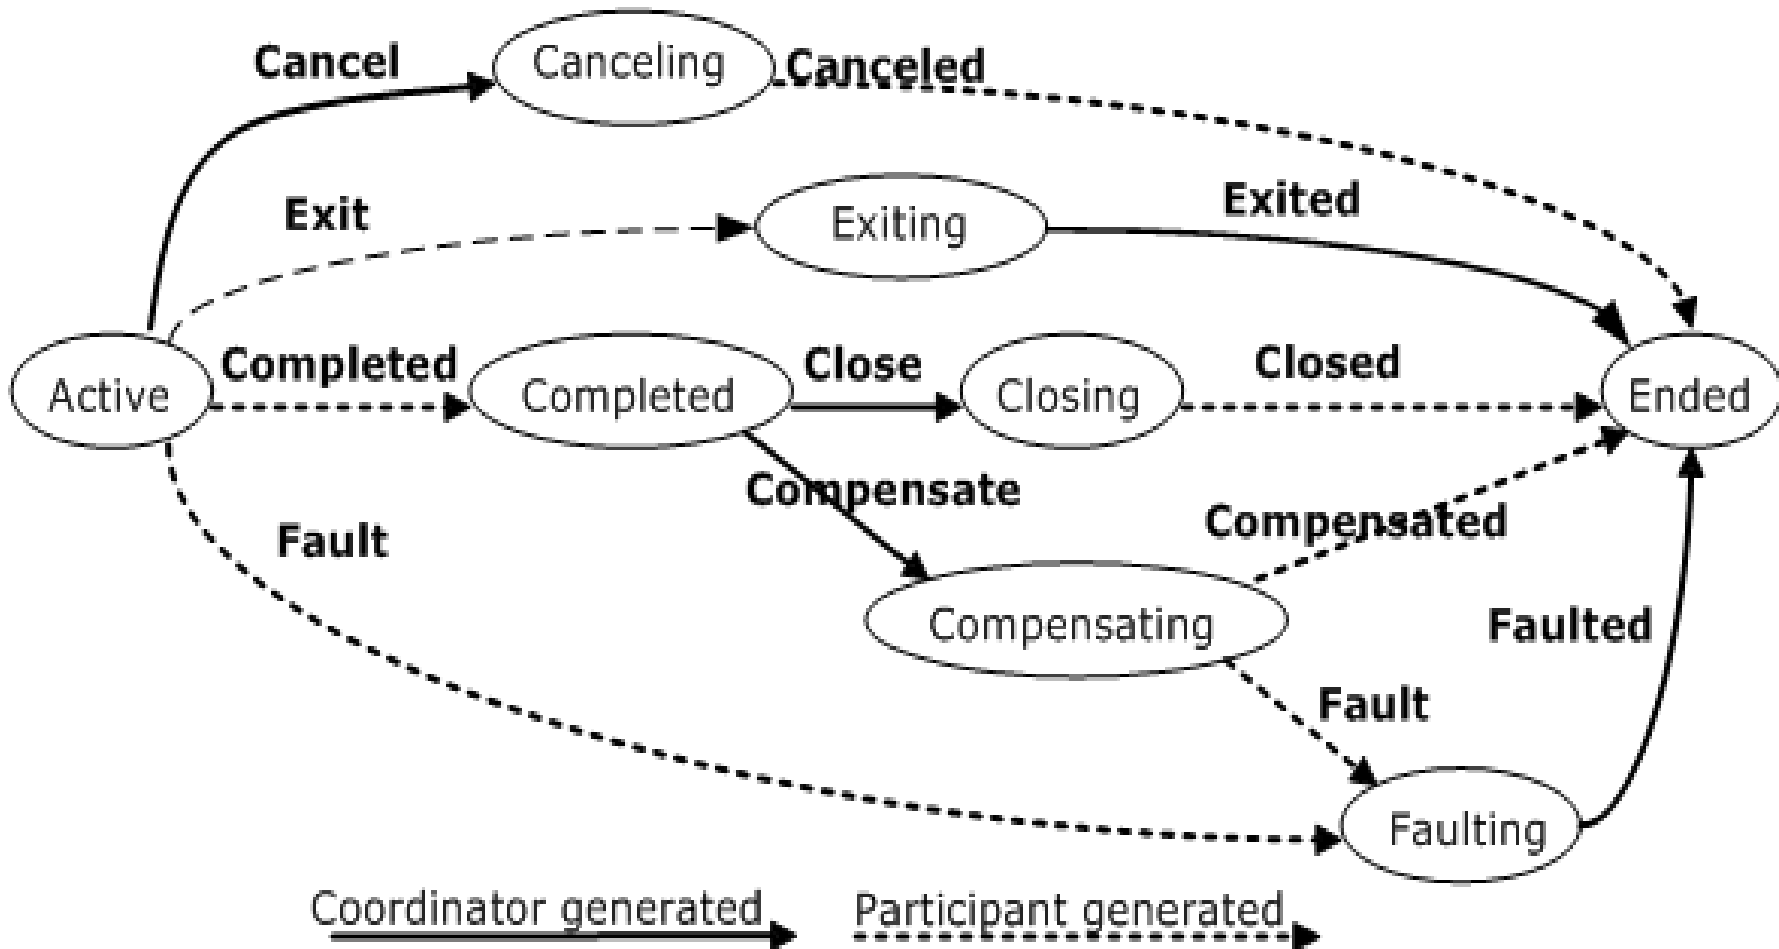 Cancel
Canceling
Canceled
Exit
Exiting
Exited
Active
Completed
Completed
Close
Closing
Closed
Ended
Compensate
Compensated
Fault
Compensating
Faulted
Fault
Faulting
Coordinator generated
Participant generated